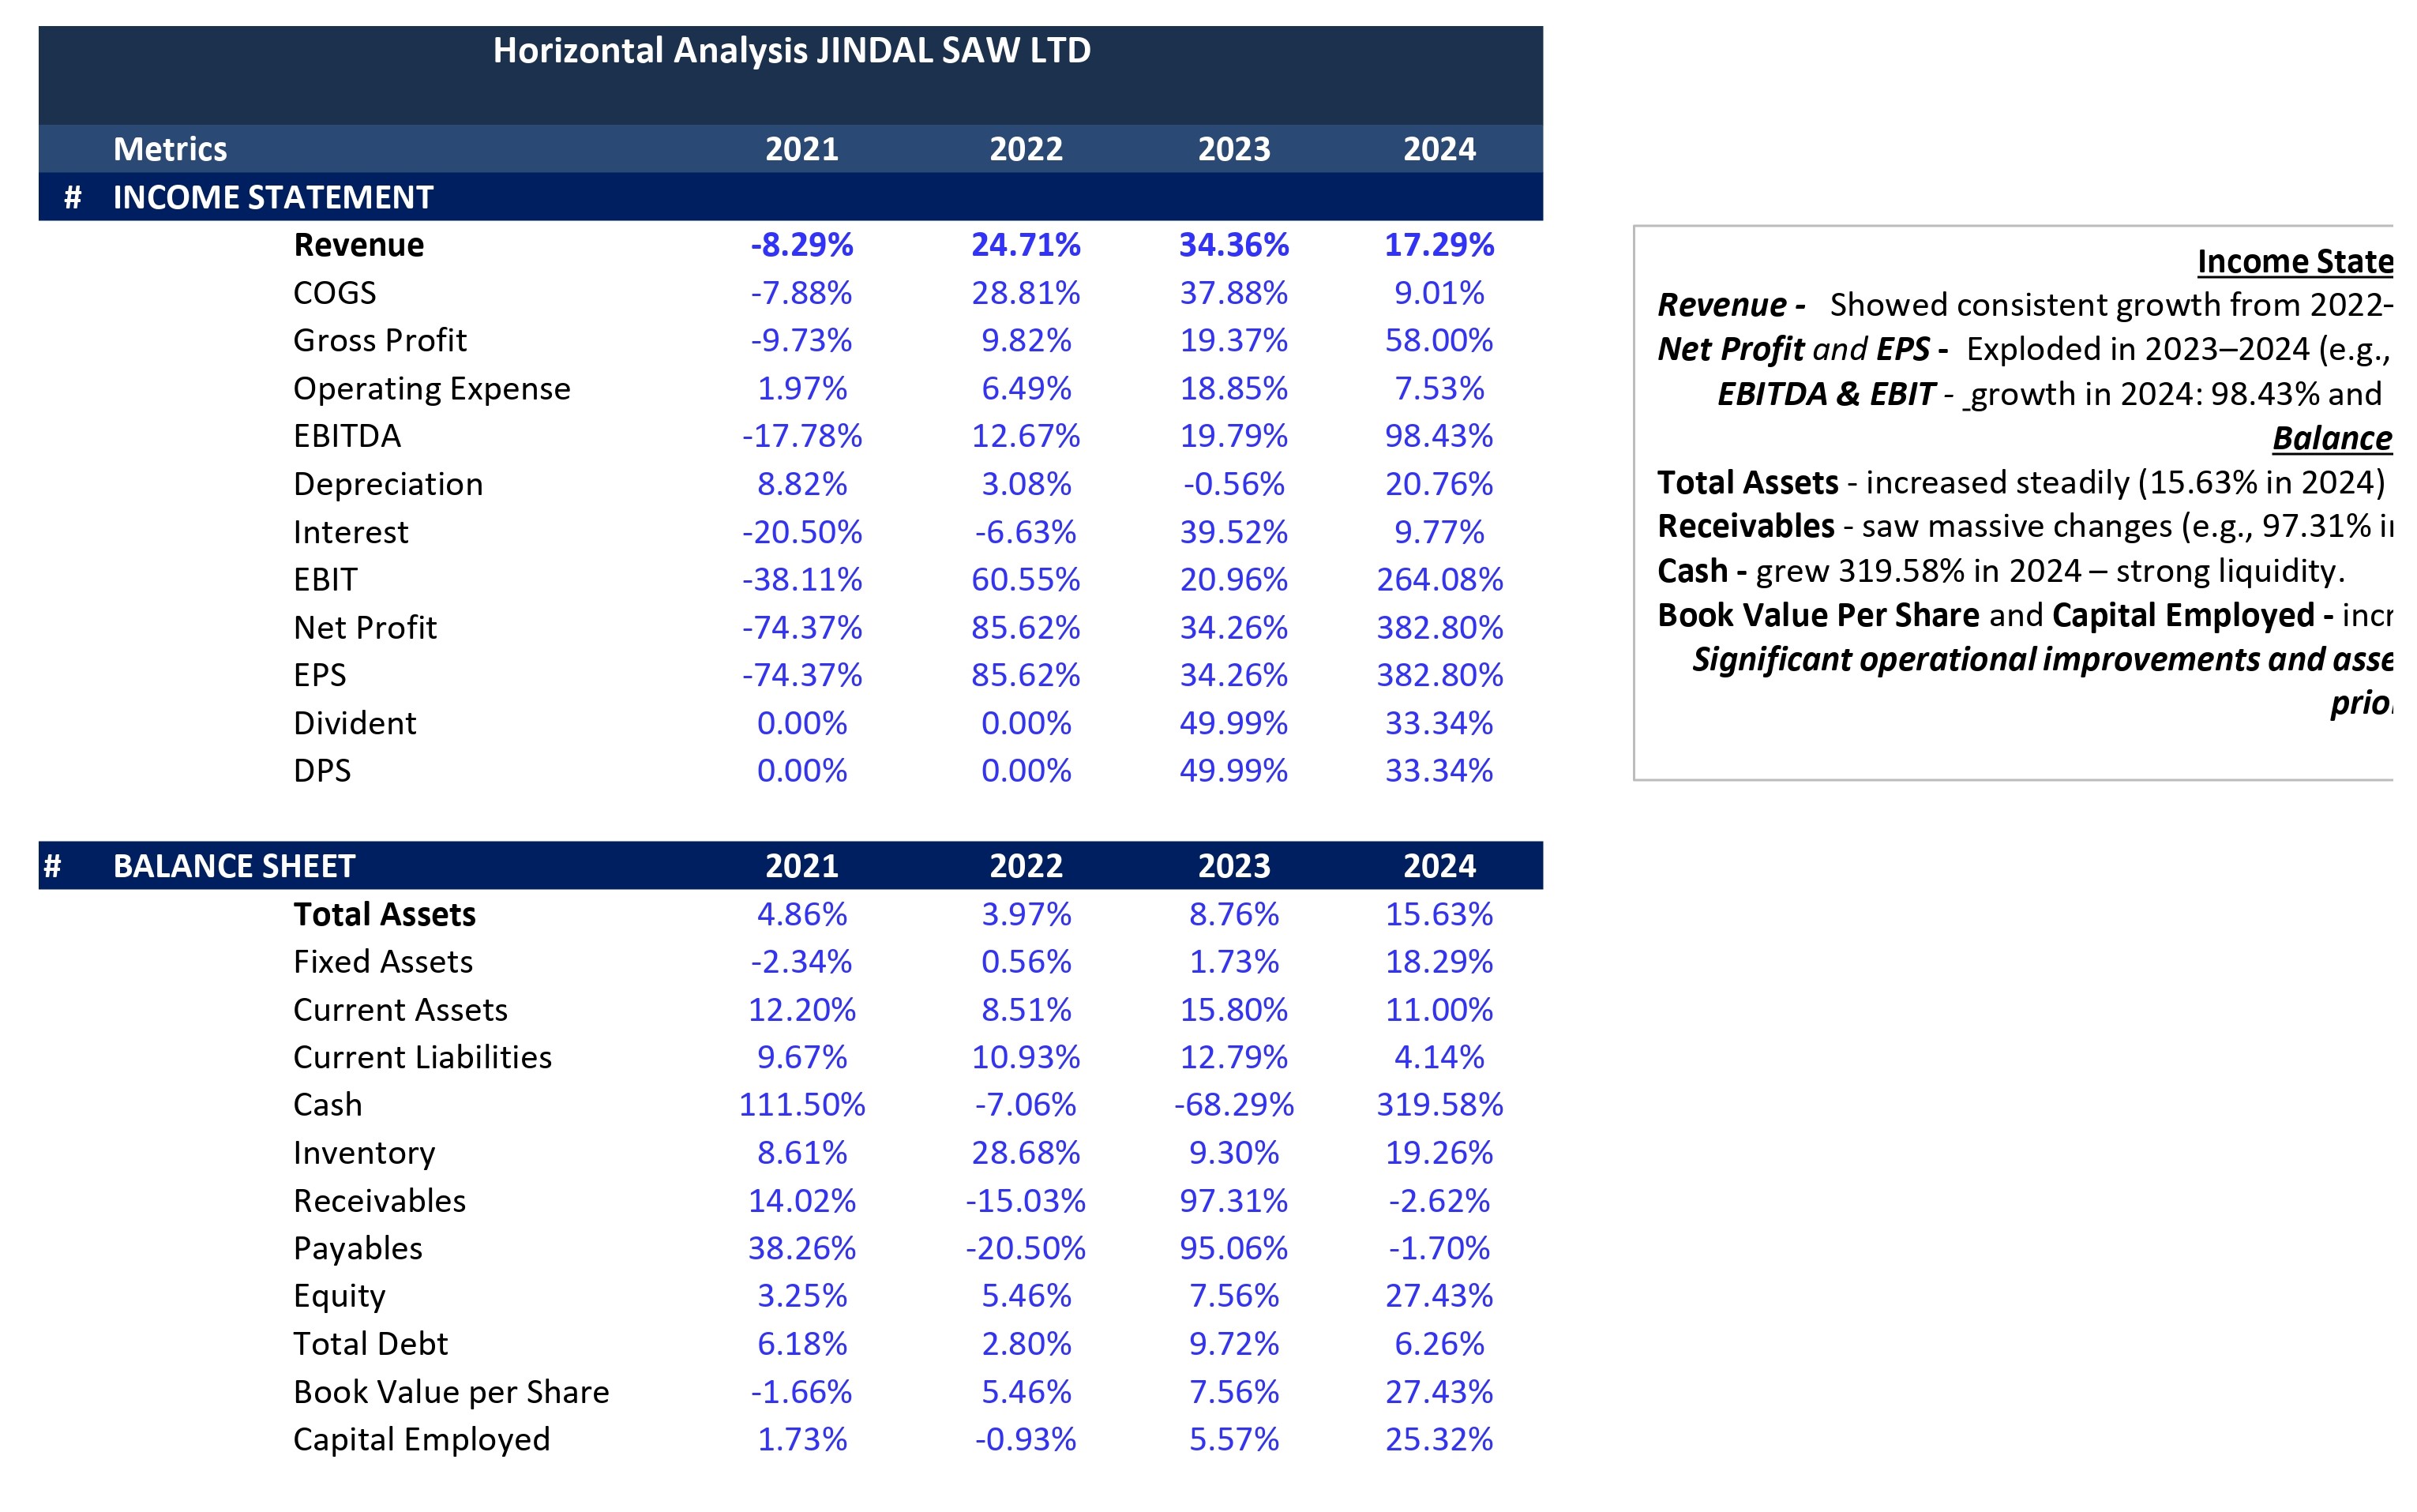 Horizontal Analysis JINDAL SAW LTD
Metrics 2021 2022 2023 2024
# INCOME STATEMENT
Revenue -8.29% 24.71% 34.36% 17.29%
COGS -7.88% 28.81% 37.88% 9.01%
Gross Profit -9.73% 9.82% 19.37% 58.00%
Operating Expense 1.97% 6.49% 18.85% 7.53%
EBITDA -17.78% 12.67% 19.79% 98.43%
Depreciation 8.82% 3.08% -0.56% 20.76%
Interest -20.50% -6.63% 39.52% 9.77%
EBIT -38.11% 60.55% 20.96% 264.08%
Net Profit -74.37% 85.62% 34.26% 382.80%
EPS -74.37% 85.62% 34.26% 382.80%
Divident 0.00% 0.00% 49.99% 33.34%
DPS 0.00% 0.00% 49.99% 33.34%
# BALANCE SHEET 2021 2022 2023 2024
Total Assets 4.86% 3.97% 8.76% 15.63%
Fixed Assets -2.34% 0.56% 1.73% 18.29%
Current Assets 12.20% 8.51% 15.80% 11.00%
Current Liabilities 9.67% 10.93% 12.79% 4.14%
Cash 111.50% -7.06% -68.29% 319.58%
Inventory 8.61% 28.68% 9.30% 19.26%
Receivables 14.02% -15.03% 97.31% -2.62%
Payables 38.26% -20.50% 95.06% -1.70%
Equity 3.25% 5.46% 7.56% 27.43%
Total Debt 6.18% 2.80% 9.72% 6.26%
Book Value per Share -1.66% 5.46% 7.56% 27.43%
Capital Employed 1.73% -0.93% 5.57% 25.32%
Income State
Revenue - Showed consistent growth from 2022-
Net Profit and EPS - Exploded in 2023–2024 (e.g.,
EBITDA & EBIT - growth in 2024: 98.43% and
Balance
Total Assets - increased steadily (15.63% in 2024)
Receivables - saw massive changes (e.g., 97.31%
Cash - grew 319.58% in 2024 – strong liquidity.
Book Value Per Share and Capital Employed - incr
Significant operational improvements and asse
prio